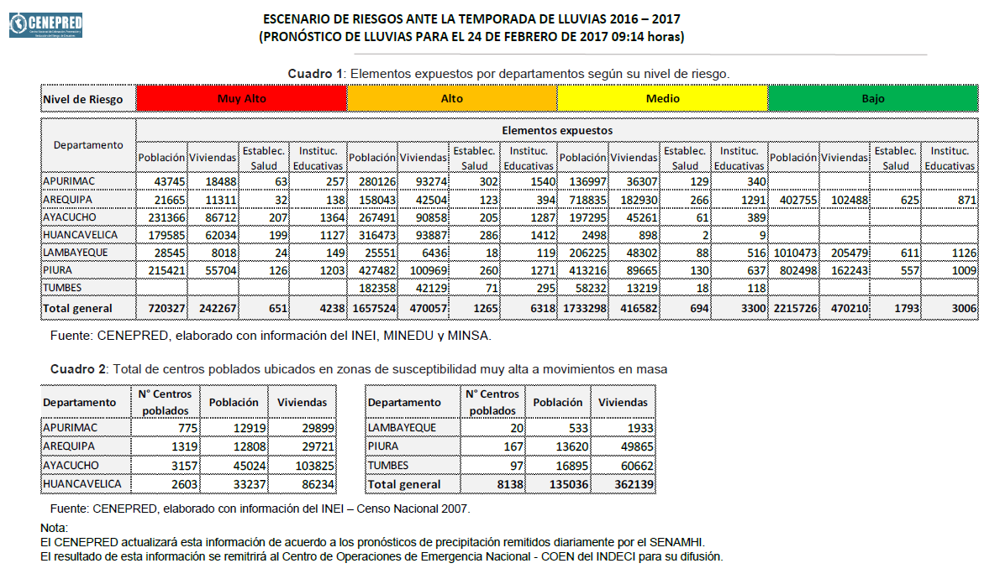 CENEPRED
ESCENARIO DE RIESGOS ANTE LA TEMPORADA DE LLUVIAS 2016 – 2017
(PRONÓSTICO DE LLUVIAS PARA EL 24 DE FEBRERO DE 2017 09:14 horas)
Cuadro 1: Elementos expuestos por departamentos según su nivel de riesgo.
Nivel de Riesgo Muy Alto Alto Medio Bajo
Departamento Elementos expuestos
Población Viviendas Establec. Salud Instituc. Educativas Población Viviendas Establec. Salud Instituc. Educativas Población Viviendas Establec. Salud Instituc. Educativas Población Viviendas Establec. Salud Instituc. Educativas
APURIMAC 43745 18488 63 257 280126 93274 302 1540 136997 36307 129 340
AREQUIPA 21665 11311 32 138 158043 42504 123 394 718835 182930 266 1291 402755 102488 625 871
AYACUCHO 231366 86712 207 1364 267491 90858 205 1287 197295 45261 61 389
HUANCAVELICA 179585 62034 199 1127 316473 93887 286 1412 2498 898 2 9
LAMBAYEQUE 28545 8018 24 149 25551 6436 18 119 206225 48302 88 516 1010473 205479 611 1126
PIURA 215421 55704 126 1203 427482 100969 260 1271 413216 89665 130 637 802498 162243 557 1009
TUMBES 182358 42129 71 295 58232 13219 18 118
Total general 720327 242267 651 4238 1657524 470057 1265 6318 1733298 416582 694 3300 2215726 470210 1793 3006
Fuente: CENEPRED, elaborado con información del INEI, MINEDU y MINSA.
Cuadro 2: Total de centros poblados ubicados en zonas de susceptibilidad muy alta a movimientos en masa
Departamento N° Centros poblados Población Viviendas
APURIMAC 775 12919 29899
AREQUIPA 1319 12808 29721
AYACUCHO 3157 45024 103825
HUANCAVELICA 2603 33237 86234
Departamento N° Centros poblados Población Viviendas
LAMBAYEQUE 20 533 1933
PIURA 167 13620 49865
TUMBES 97 16895 60662
Total general 8138 135036 362139
Fuente: CENEPRED, elaborado con información del INEI – Censo Nacional 2007.
Nota:
El CENEPRED actualizará esta información de acuerdo a los pronósticos de precipitación remitidos diariamente por el SENAMHI.
El resultado de esta información se remitirá al Centro de Operaciones de Emergencia Nacional - COEN del INDECI para su difusión.